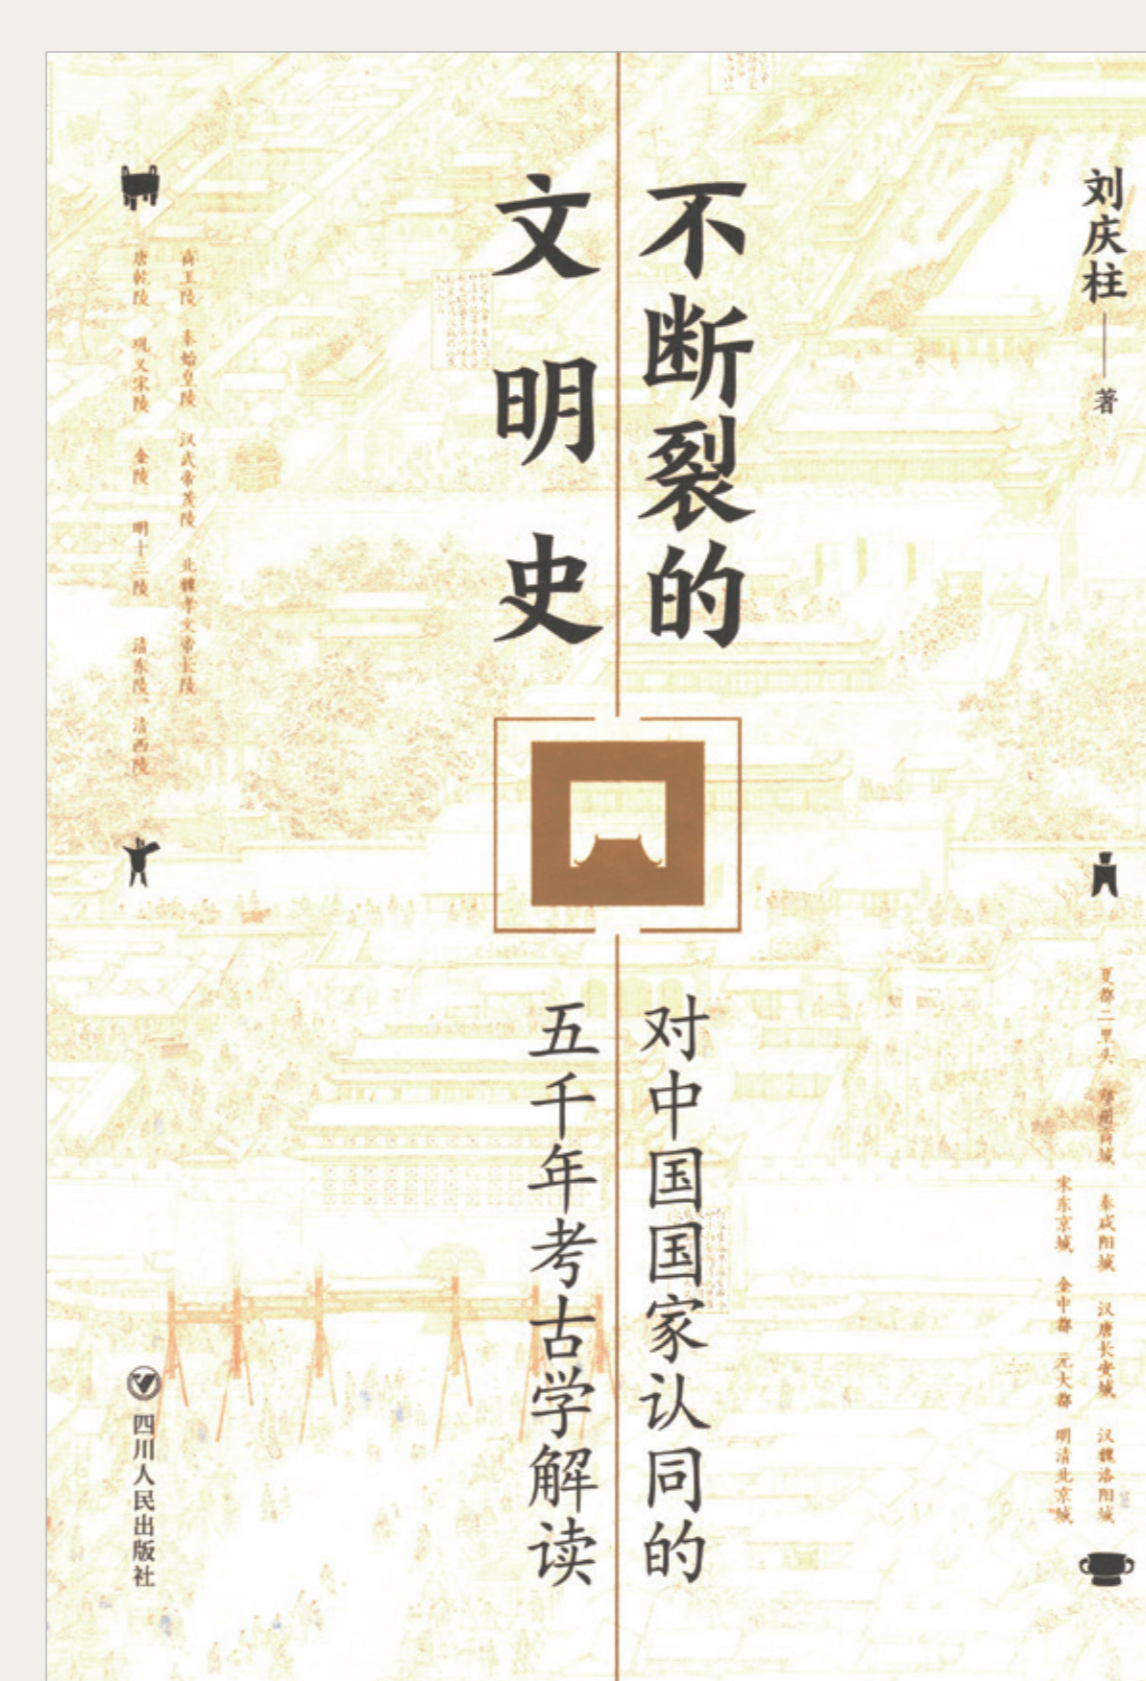 刘庆柱 著
不断裂的
文明史
对中国国家认同的
五千年考古学解读
夏都二里头 郑州商城 秦咸阳城 汉唐长安城 汉魏洛阳城
宋东京城 金中都 元大都 明清北京城
商王陵 秦始皇陵 汉武帝茂陵 北魏孝文帝长陵
唐乾陵 巩义宋陵 金陵 明十三陵 清东陵 清西陵
四川人民出版社